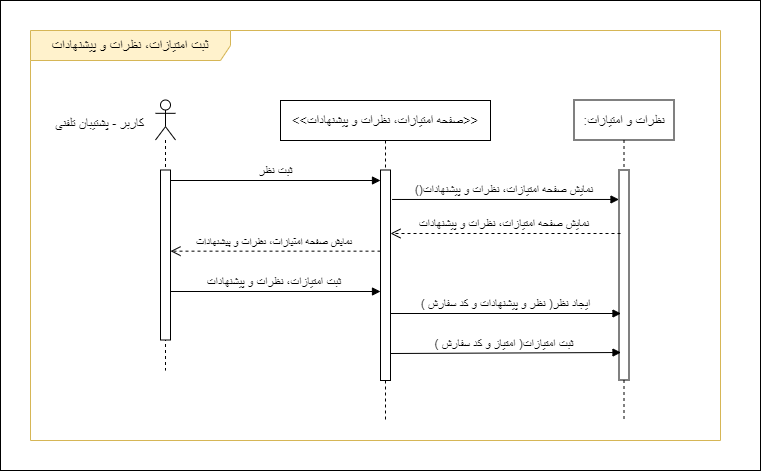 ثبت امتیازات، نظرات و پیشنهادات
کاربر - پشتیبان تلفنی
<<صفحه امتیازات، نظرات و پیشنهادات>>
نظرات و امتیازات:
ثبت نظر
نمایش صفحه امتیازات، نظرات و پیشنهادات()
نمایش صفحه امتیازات، نظرات و پیشنهادات
نمایش صفحه امتیازات، نظرات و پیشنهادات
ثبت امتیازات، نظرات و پیشنهادات
ایجاد نظر( نظر و پیشنهادات و کد سفارش )
ثبت امتیازات( امتیاز و کد سفارش )